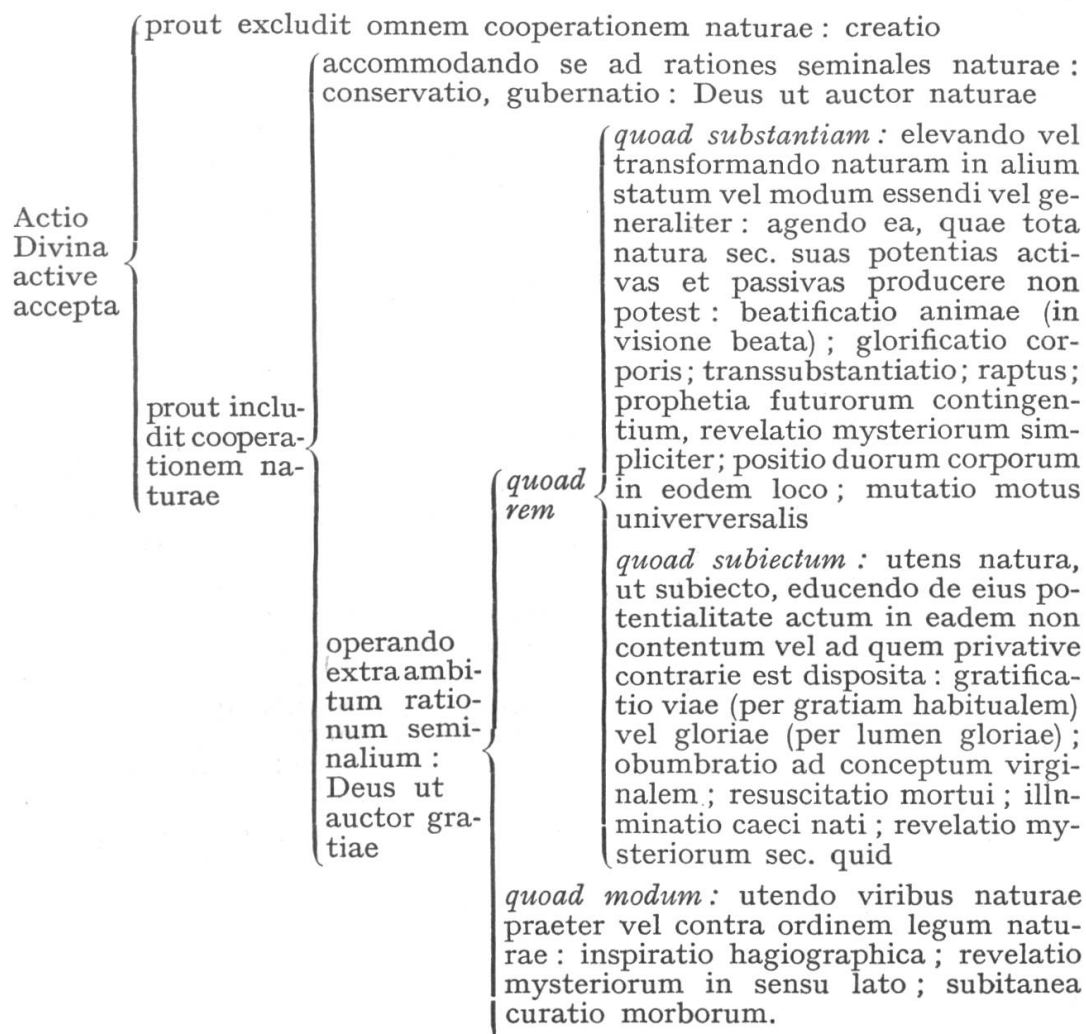 prout excludit omnem cooperationem naturae : creatio
accommodando se ad rationes seminales naturae :
conservatio, gubernatio : Deus ut auctor naturae
Actio
Divina
active
accepta
prout inclu-
dit coopera-
tionem na-
turae
operando
extra ambi-
tum ratio-
num semi-
nalium :
Deus ut
auctor gra-
tiae
quoad
rem
quoad substantiam : elevando vel
transformando naturam in alium
statum vel modum essendi vel ge-
neraliter : agendo ea, quae tota
natura sec. suas potentias acti-
vas et passivas producere non
potest : beatificatio animae (in
visione beata) ; glorificatio cor-
poris ; transsubstantiatio ; raptus ;
prophetia futurorum contingen-
tium, revelatio mysteriorum sim-
pliciter ; positio duorum corporum
in eodem loco ; mutatio motus
univerversalis
quoad subiectum : utens natura,
ut subiecto, educendo de eius po-
tentialitate actum in eadem non
contentum vel ad quem privative
contrarie est disposita : gratifica-
tio viae (per gratiam habitualem)
vel gloriae (per lumen gloriae) ;
obumbratio ad conceptum virgi-
nalem ; resuscitatio mortui ; illn-
minatio caeci nati ; revelatio my-
steriorum sec. quid
quoad modum : utendo viribus naturae
praeter vel contra ordinem legum natu-
rae : inspiratio hagiographica ; revelatio
mysteriorum in sensu lato ; subitanea
curatio morborum.